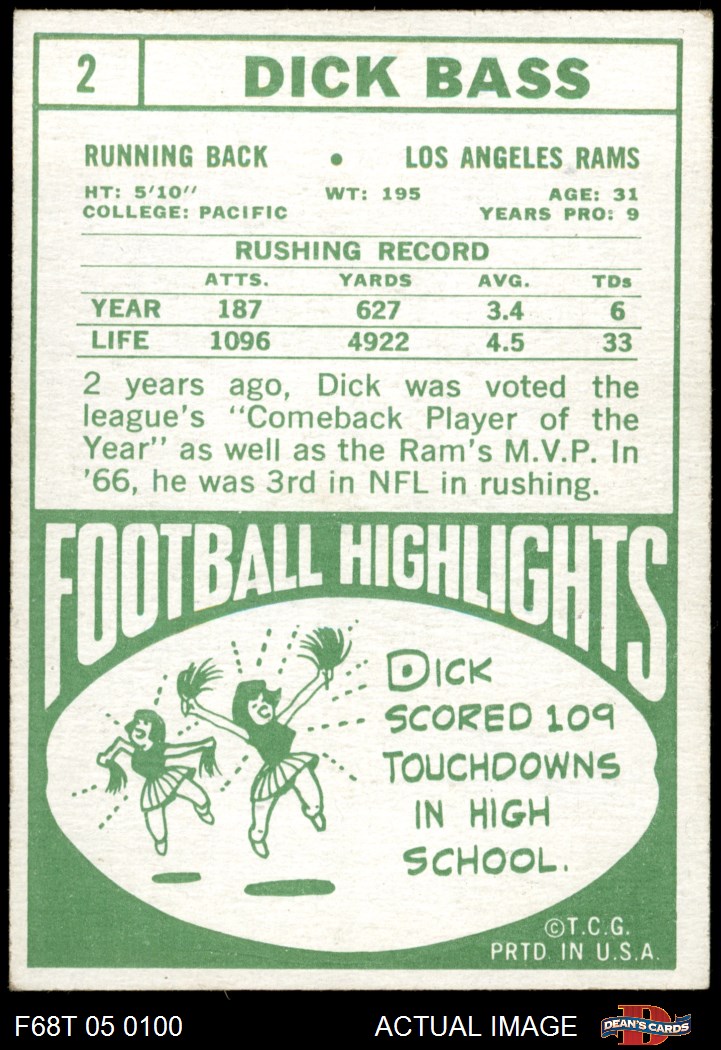 2 DICK BASS
RUNNING BACK • LOS ANGELES RAMS
HT: 5'10" WT: 195 AGE: 31
COLLEGE: PACIFIC YEARS PRO: 9
RUSHING RECORD
ATTS. YARDS AVG. TDs
YEAR 187 627 3.4 6
LIFE 1096 4922 4.5 33
2 years ago, Dick was voted the
league's "Comeback Player of the
Year" as well as the Ram's M.V.P. In
'66, he was 3rd in NFL in rushing.
FOOTBALL HIGHLIGHTS
DICK
SCORED 109
TOUCHDOWNS
IN HIGH
SCHOOL.
©T.C.G.
PRTD. IN U.S.A.
F68T 05 0100 ACTUAL IMAGE DEAN'S CARDS